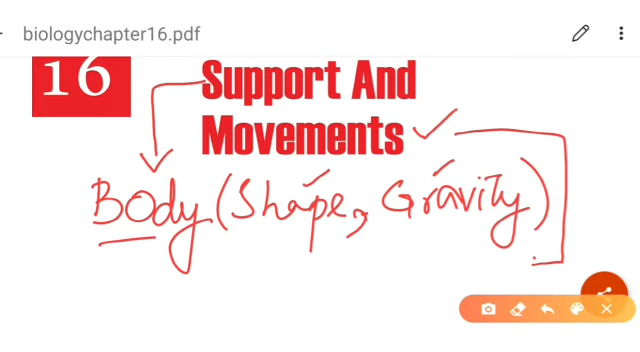 biologychapter16.pdf
16
Support And
Movements
Body (Shape, Gravity)